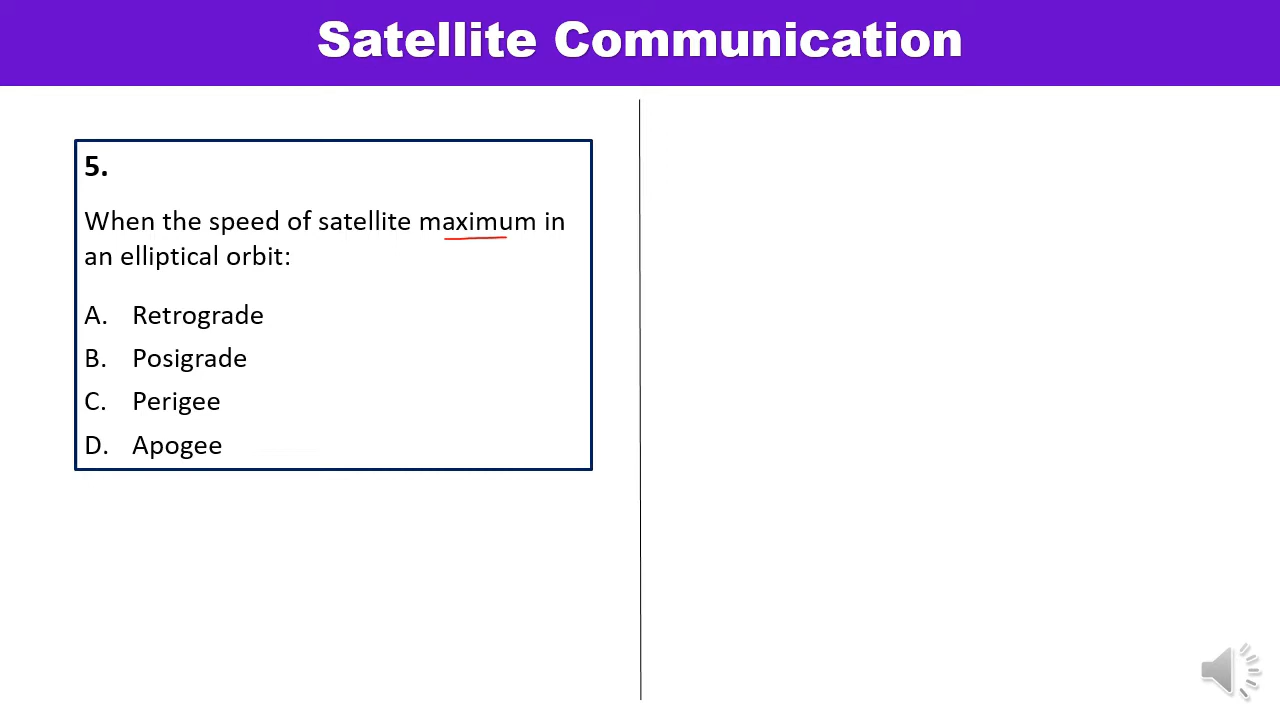 Satellite Communication
5.
When the speed of satellite maximum in
an elliptical orbit:
A. Retrograde
B. Posigrade
C. Perigee
D. Apogee